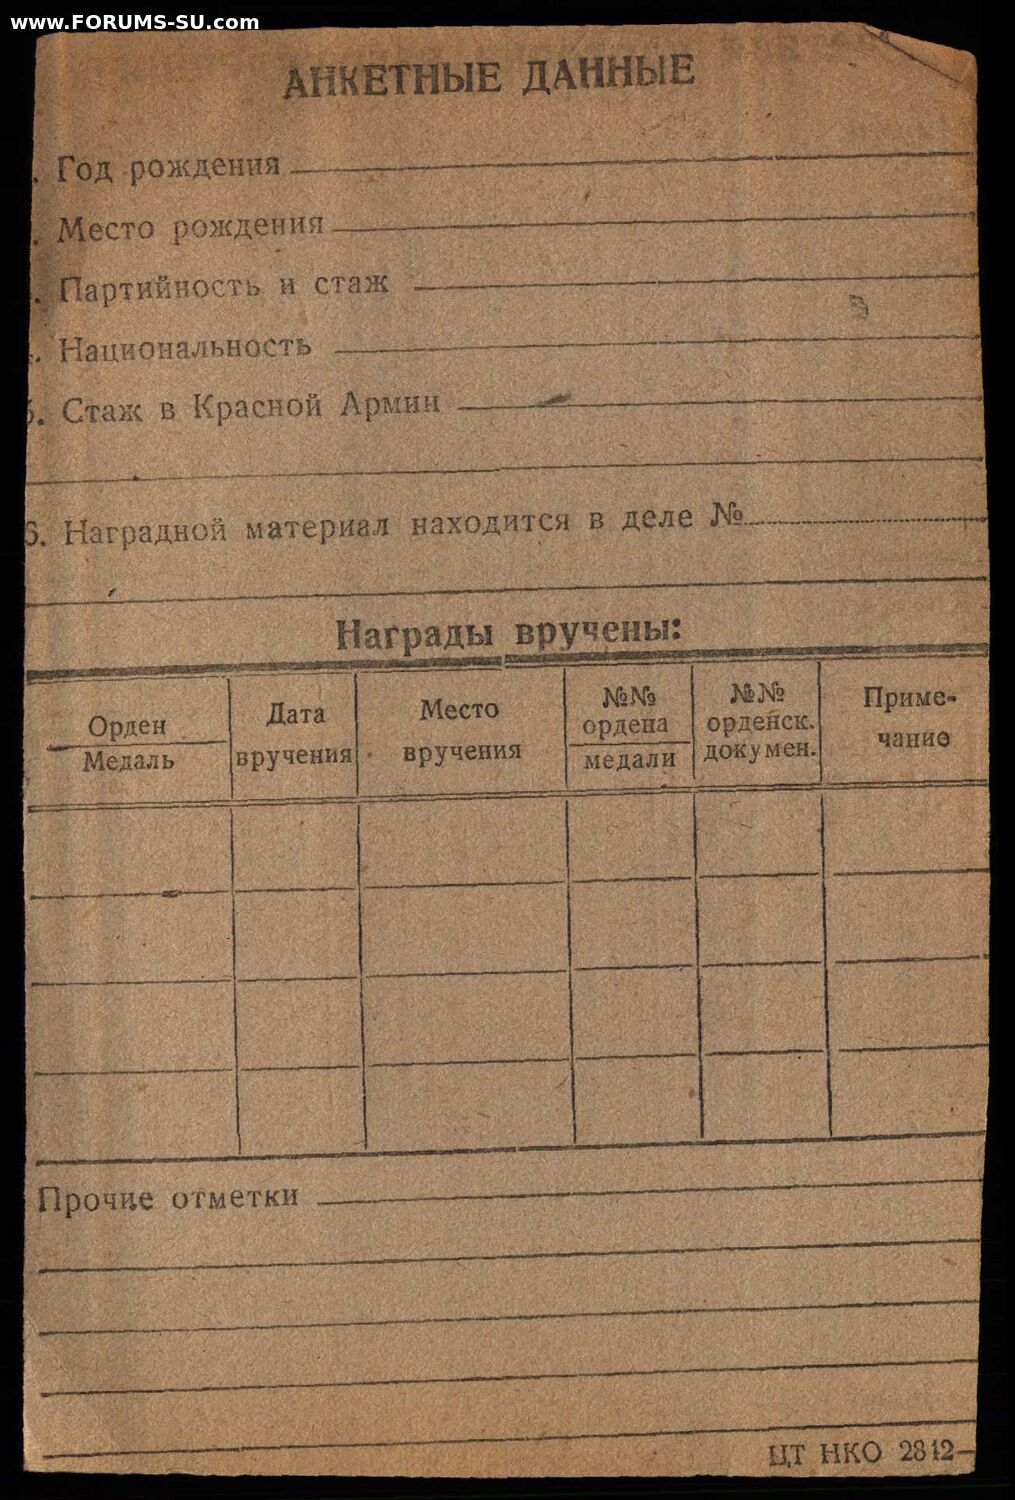 www.FORUMS-SU.com
АНКЕТНЫЕ ДАННЫЕ
. Год рождения
. Место рождения
. Партийность и стаж
. Национальность
5. Стаж в Красной Армии
6. Наградной материал находится в деле №
Награды вручены:
Орден
Медаль
Дата
вручения
Место
вручения
№№
ордена
медали
№№
орденск.
докумен.
Приме-
чание
Прочие отметки
ЦТ НКО 2812—